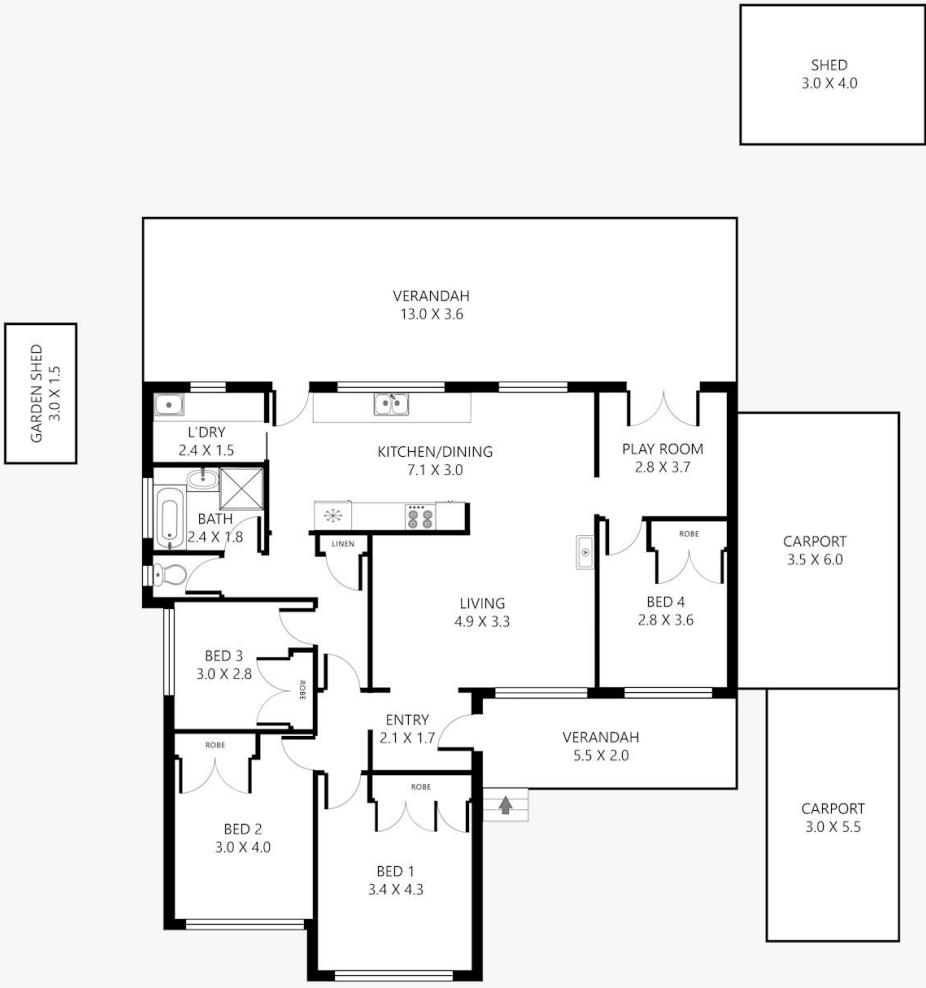 SHED
3.0 X 4.0
VERANDAH
13.0 X 3.6
GARDEN SHED
3.0 X 1.5
L'DRY
2.4 X 1.5
KITCHEN/DINING
7.1 X 3.0
PLAY ROOM
2.8 X 3.7
BATH
2.4 X 1.8
LINEN
ROBE
CARPORT
3.5 X 6.0
LIVING
4.9 X 3.3
BED 4
2.8 X 3.6
BED 3
3.0 X 2.8
ROBE
ENTRY
2.1 X 1.7
VERANDAH
5.5 X 2.0
ROBE
ROBE
CARPORT
3.0 X 5.5
BED 2
3.0 X 4.0
BED 1
3.4 X 4.3